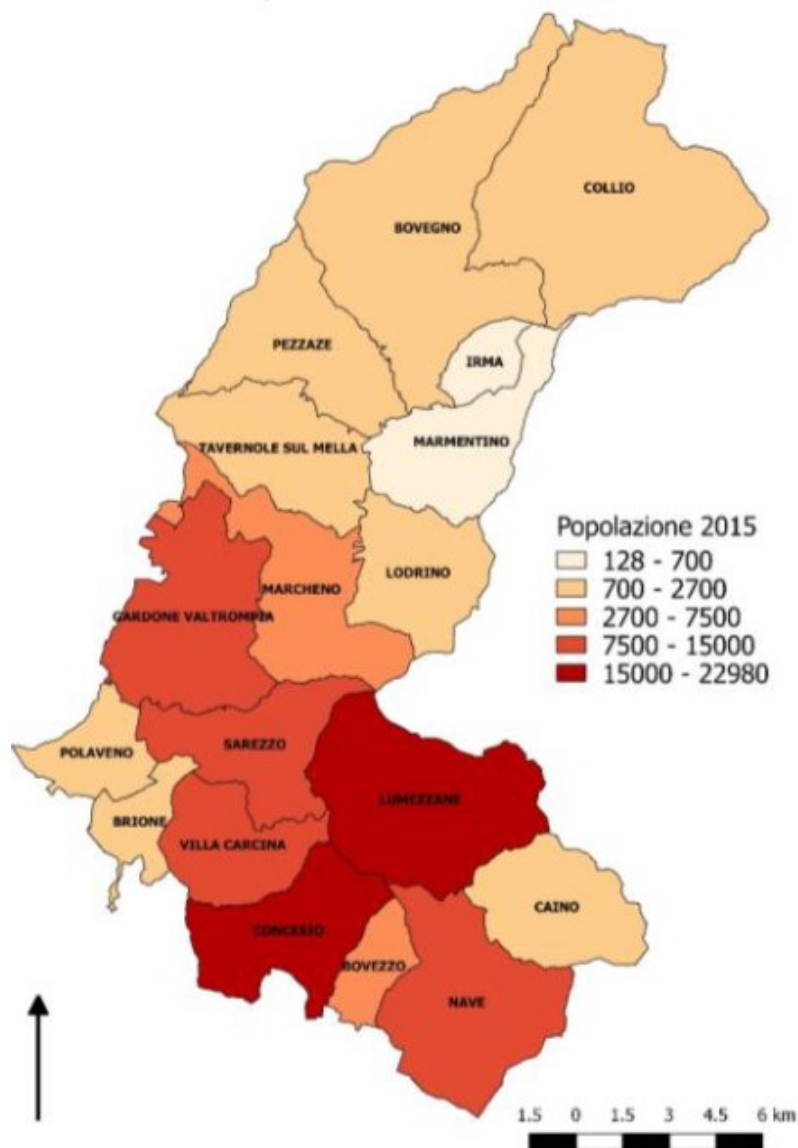 COLLIO
BOVEGNO
PEZZAZE
IRMA
MARMENTINO
TAVERNOLE SUL MELLA
LODRINO
MARCHENO
GARDONE VALTROMPIA
Popolazione 2015
128 - 700
700 - 2700
2700 - 7500
7500 - 15000
15000 - 22980
SAREZZO
POLAVENO
LUMEZZANE
BRIONE
VILLA CARCINA
CAINO
CONCESIO
BOVEZZO
NAVE
1.5 0 1.5 3 4.5 6 km